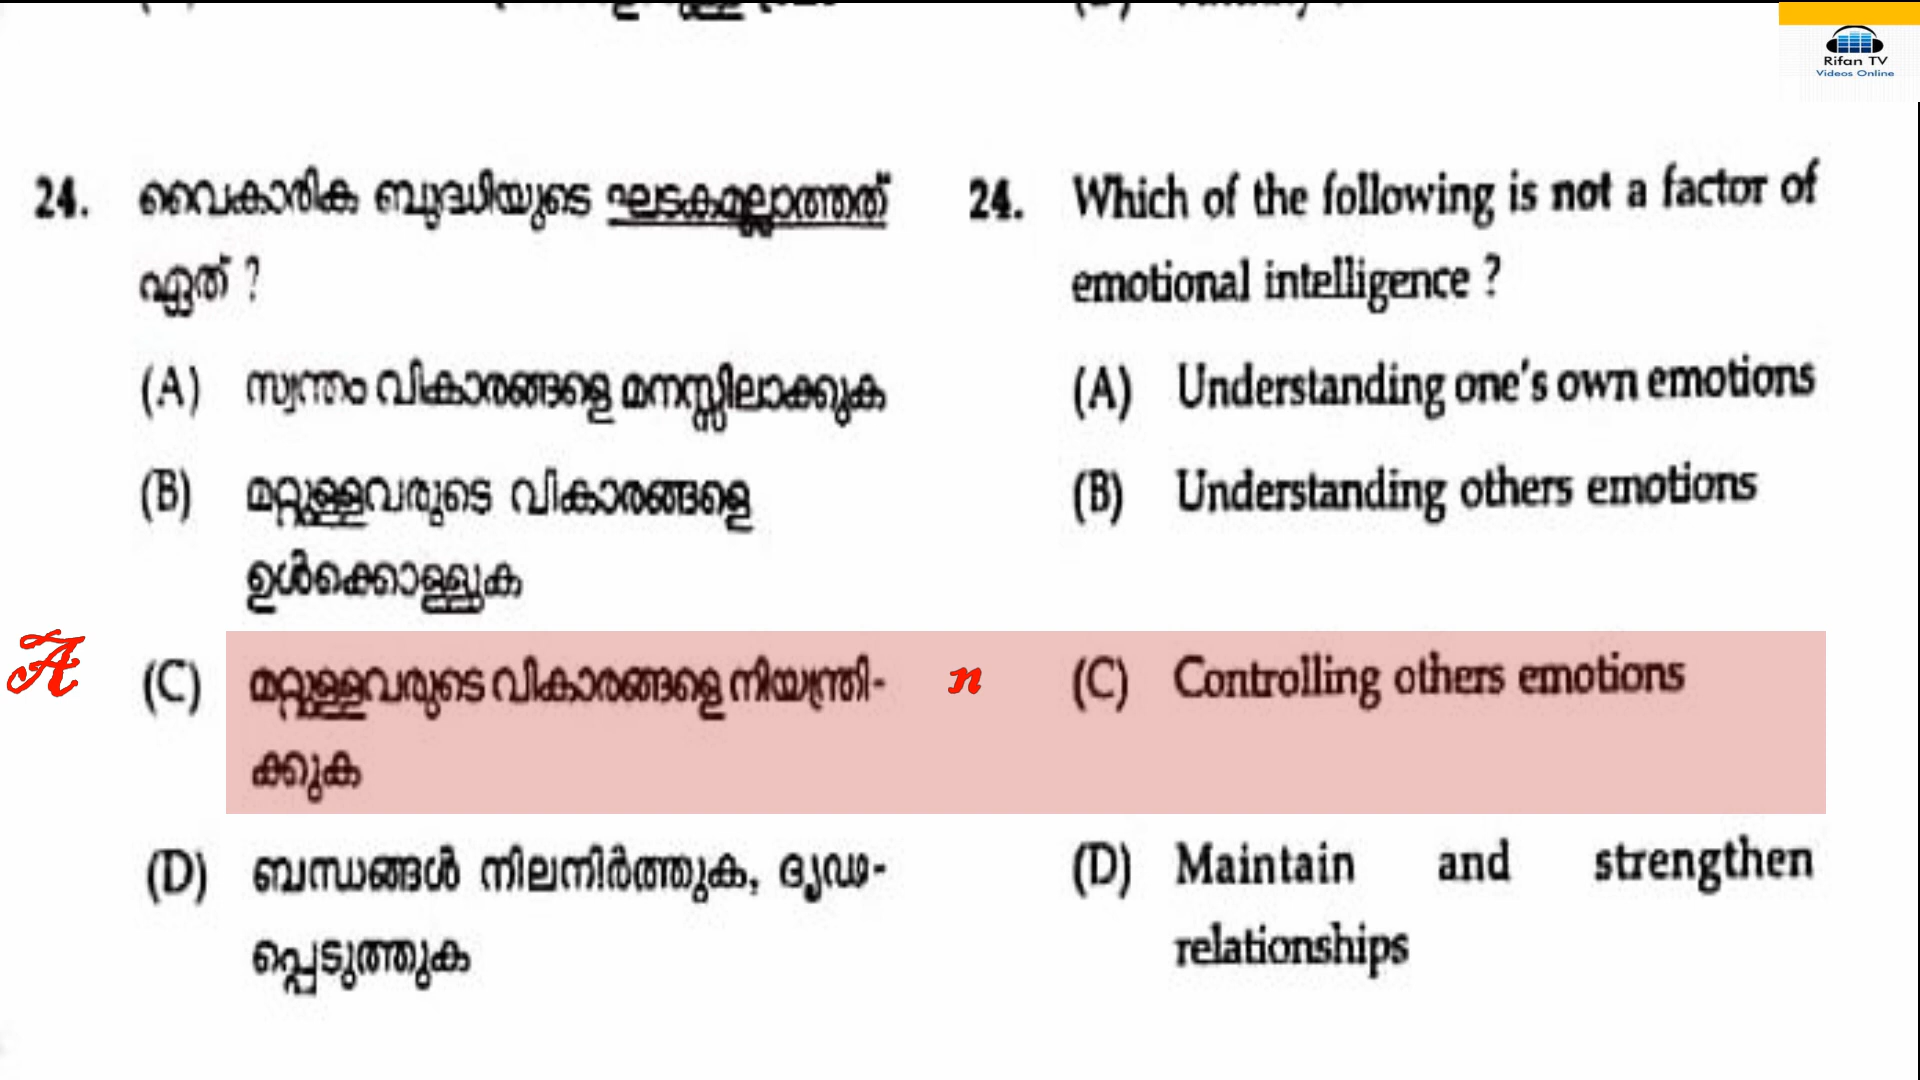 Rifan TV
Videos Online
24. വൈകാരിക ബുദ്ധിയുടെ ഘടകമല്ലാത്തത്
ഏത് ?
(A) സ്വന്തം വികാരങ്ങളെ മനസ്സിലാക്കുക
(B) മറ്റുള്ളവരുടെ വികാരങ്ങളെ
ഉൾക്കൊള്ളുക
A
(C) മറ്റുള്ളവരുടെ വികാരങ്ങളെ നിയന്ത്രി-
ക്കുക
(D) ബന്ധങ്ങൾ നിലനിർത്തുക, ദൃഢ-
പ്പെടുത്തുക
24. Which of the following is not a factor of
emotional intelligence ?
(A) Understanding one's own emotions
(B) Understanding others emotions
n
(C) Controlling others emotions
(D) Maintain and strengthen
relationships